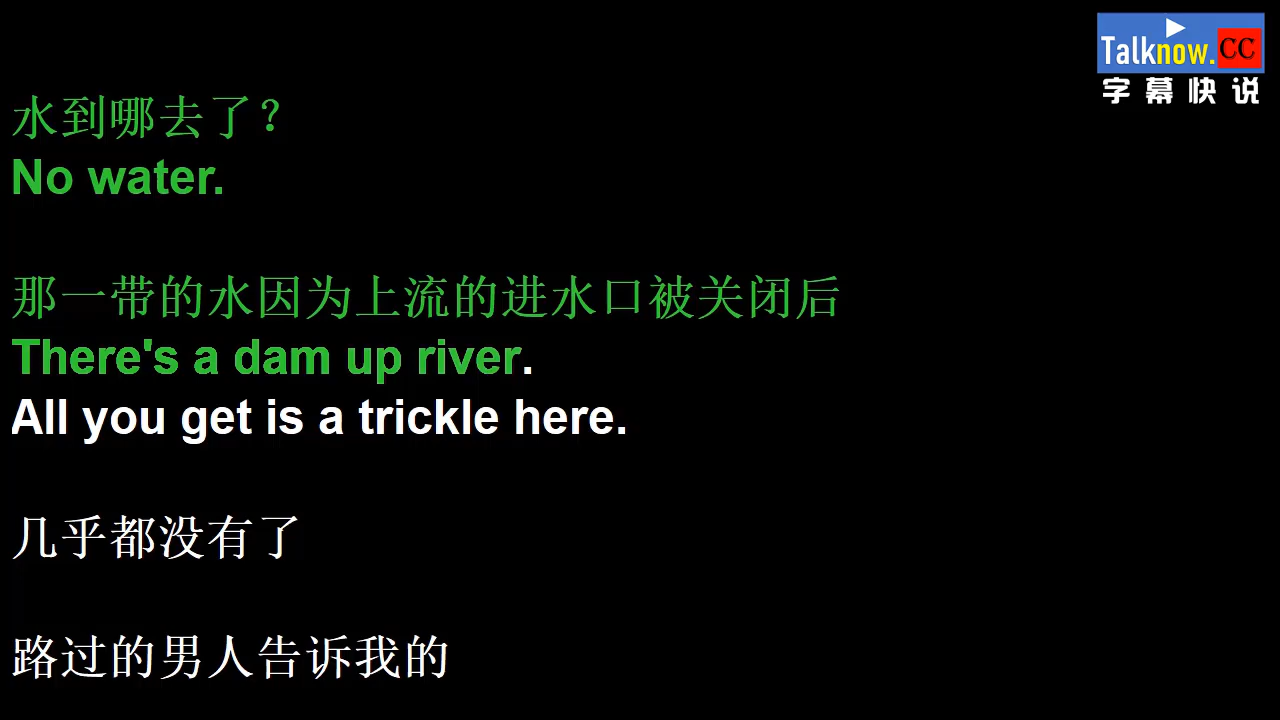 Talknow.CC
字幕快说
水到哪去了？
No water.
那一带的水因为上流的进水口被关闭后
There's a dam up river.
All you get is a trickle here.
几乎都没有了
路过的男人告诉我的